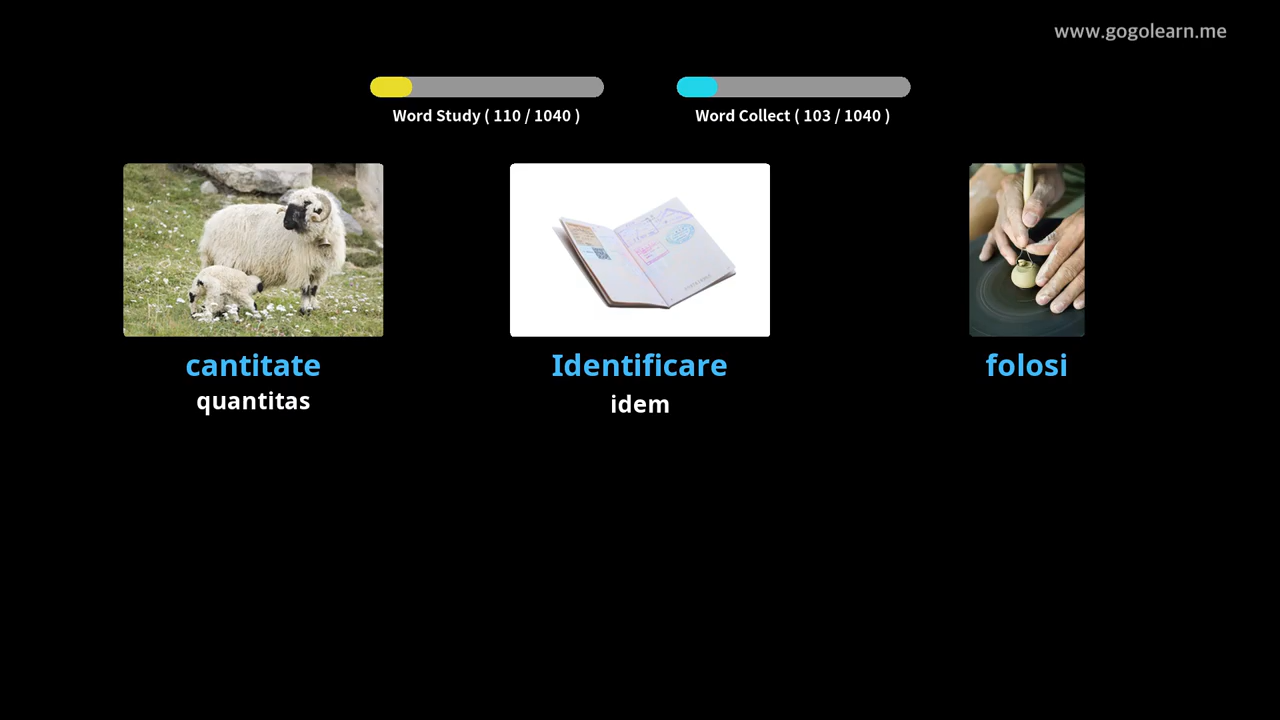 www.gogolearn.me
Word Study ( 110 / 1040 )
Word Collect ( 103 / 1040 )
cantitate
quantitas
Identificare
idem
folosi